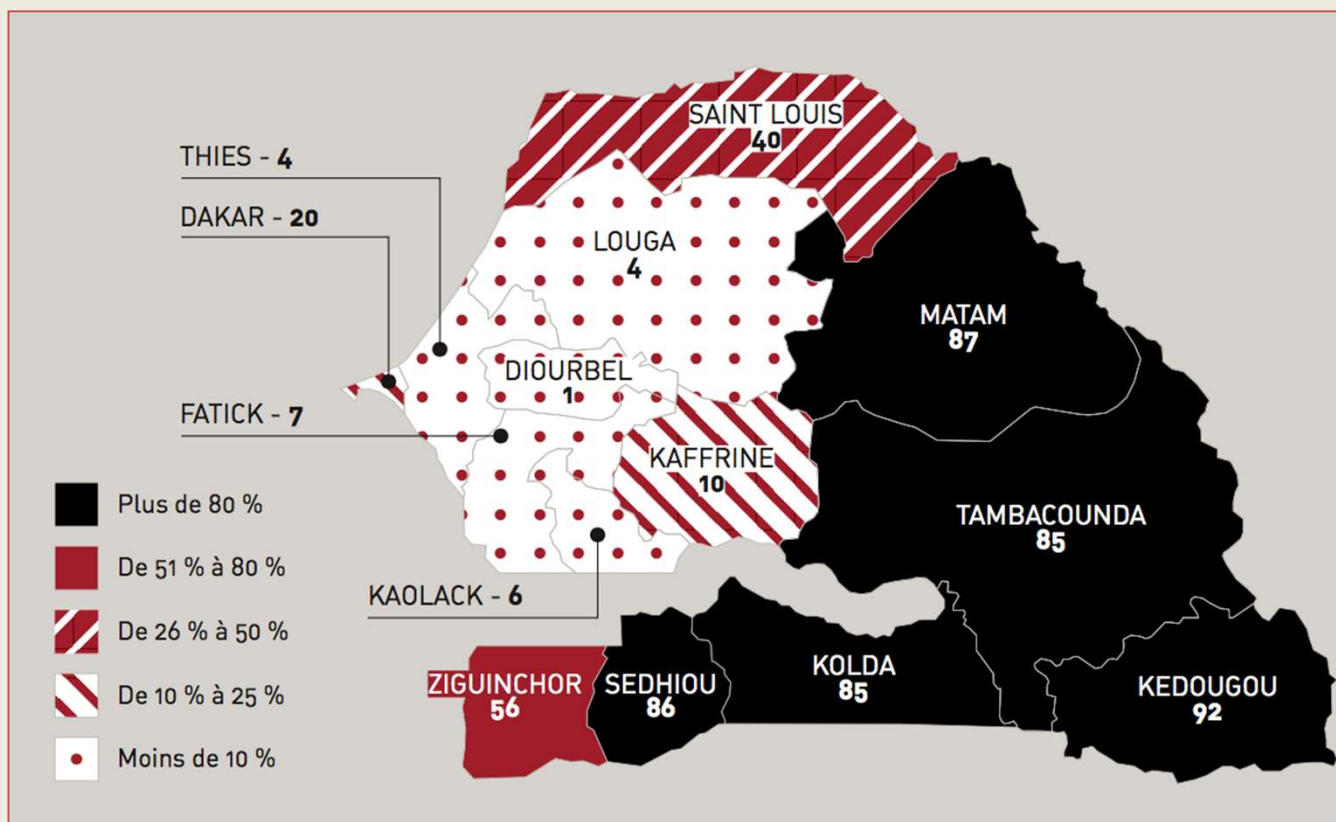 SAINT LOUIS
40
THIES - 4
DAKAR - 20
LOUGA
4
MATAM
87
DIOURBEL
1
FATICK - 7
KAFFRINE
10
TAMBACOUNDA
85
KAOLACK - 6
ZIGUINCHOR
56
SEDHIOU
86
KOLDA
85
KEDOUGOU
92
Plus de 80 %
De 51 % à 80 %
De 26 % à 50 %
De 10 % à 25 %
Moins de 10 %